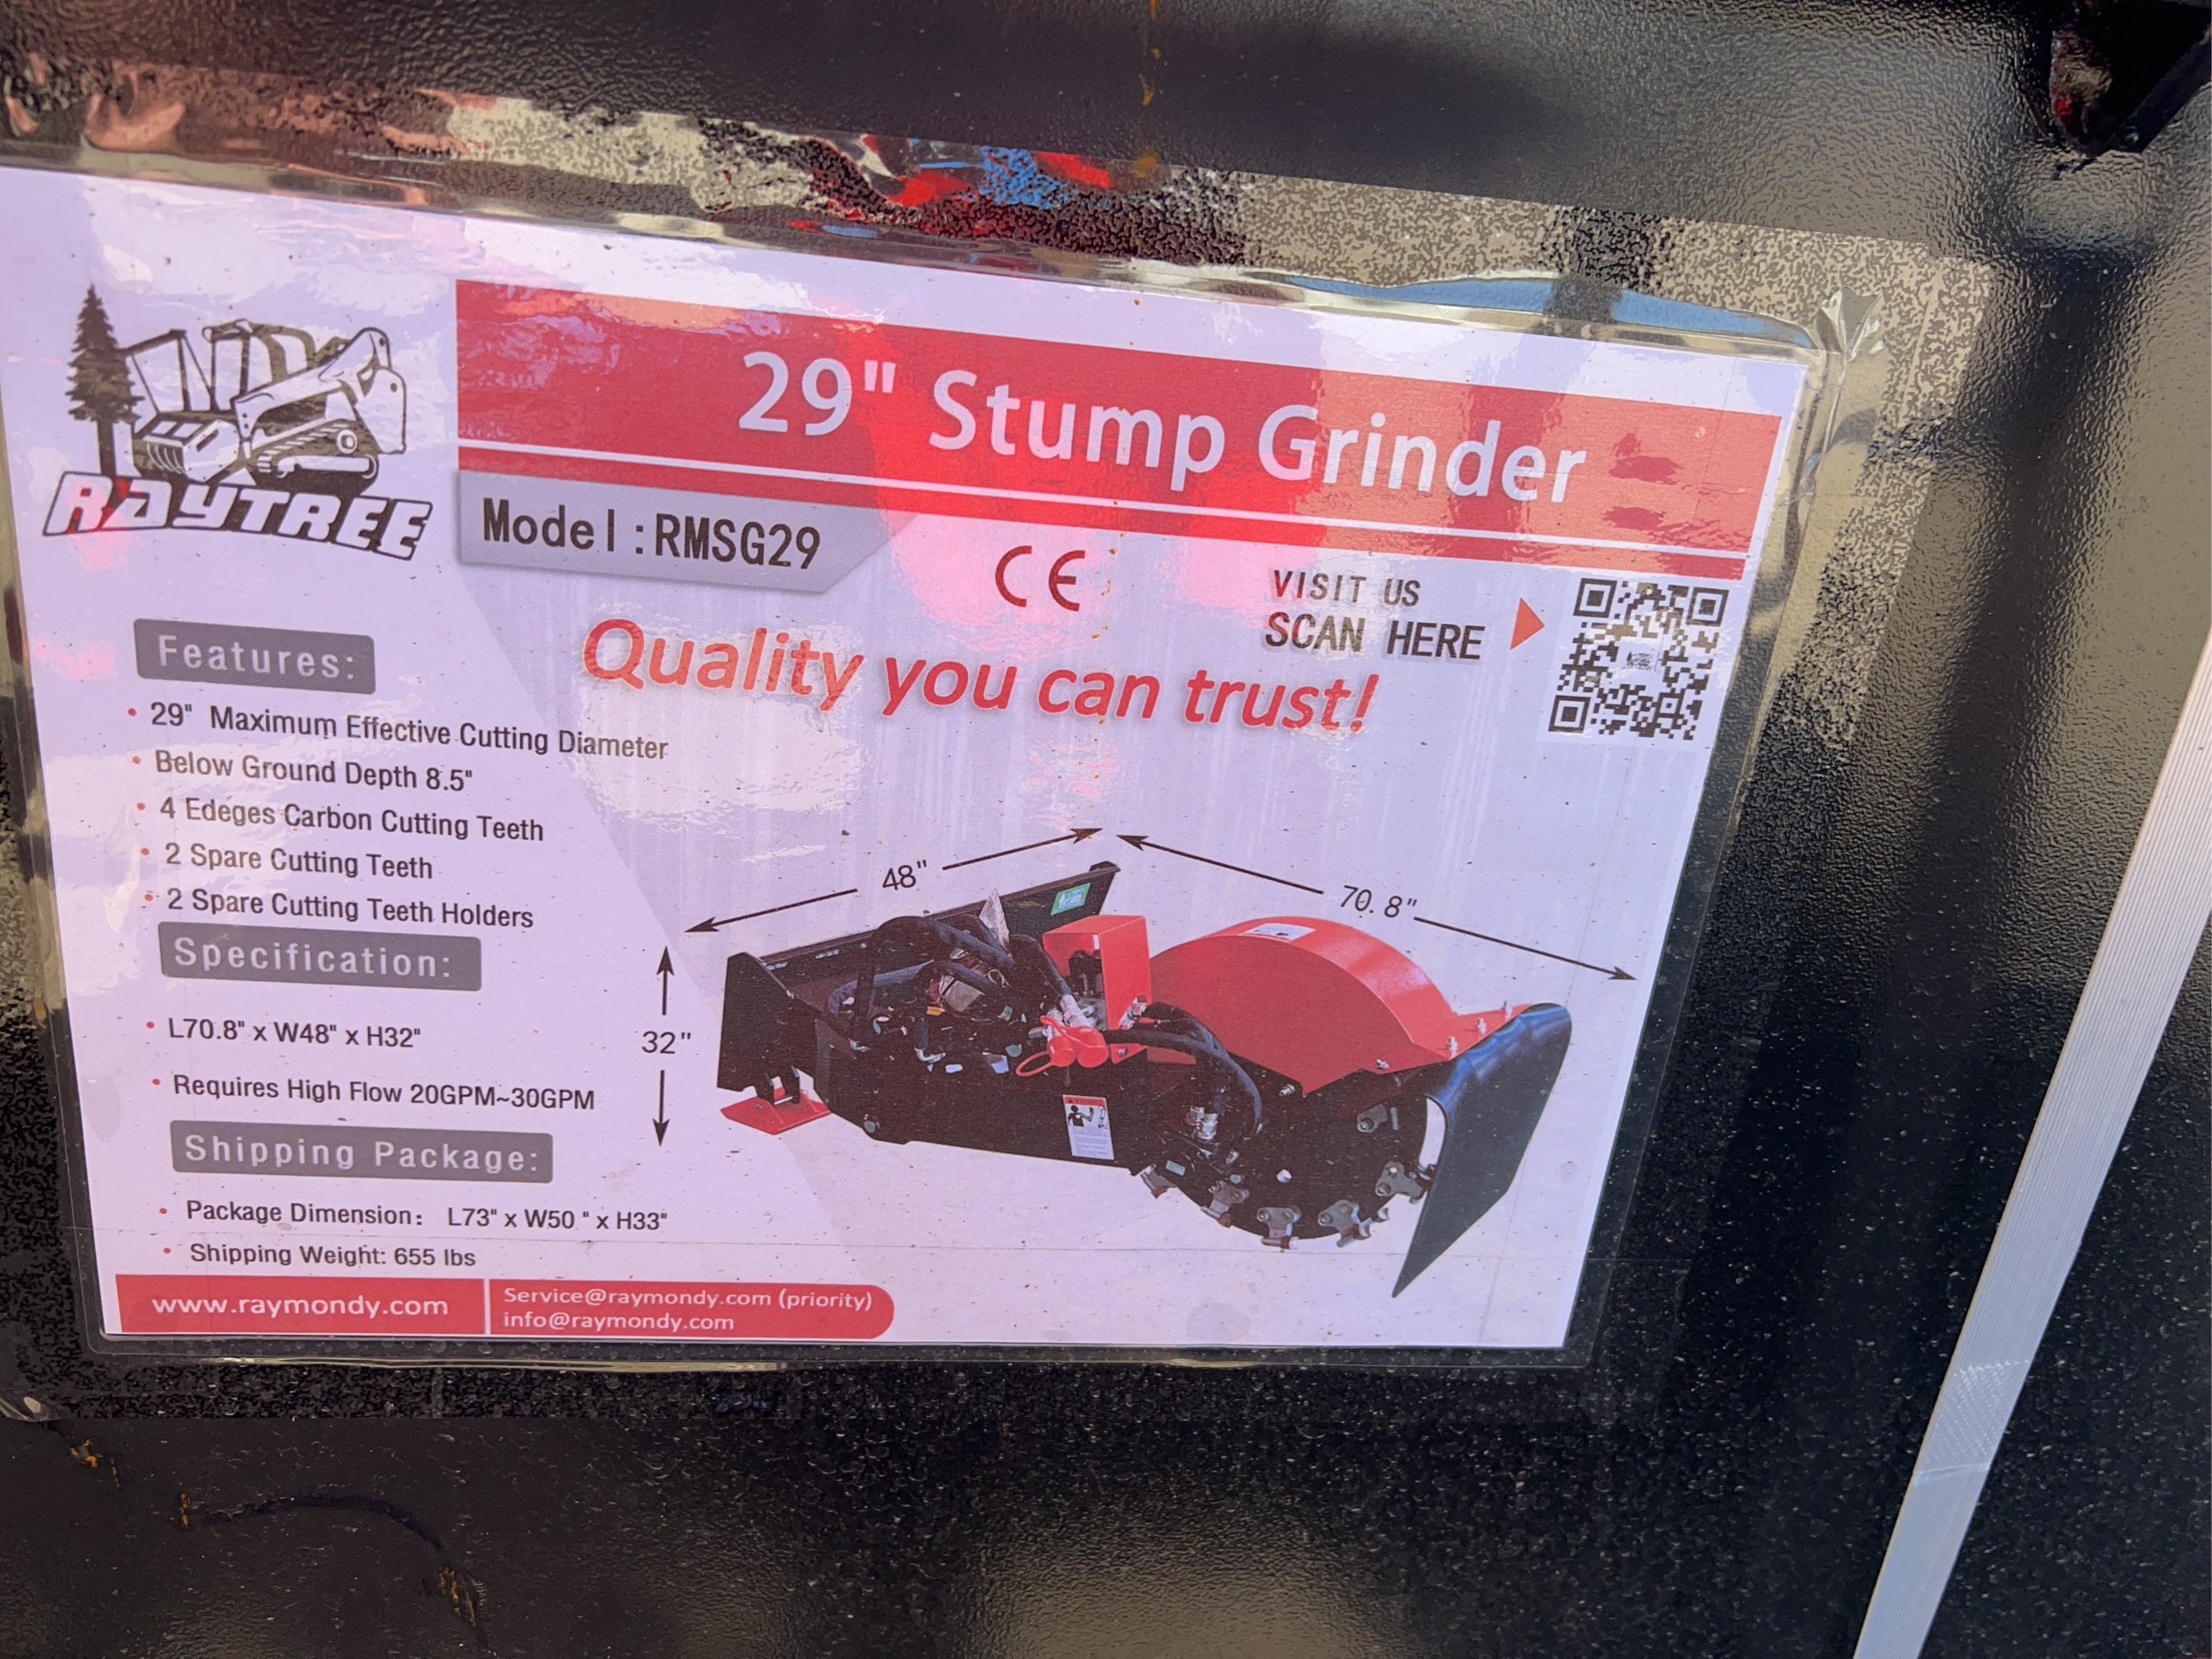 RAYTREE
29" Stump Grinder
Model:RMSG29
CE
VISIT US
SCAN HERE
Quality you can trust!
Features:
• 29" Maximum Effective Cutting Diameter
• Below Ground Depth 8.5"
• 4 Edeges Carbon Cutting Teeth
• 2 Spare Cutting Teeth
• 2 Spare Cutting Teeth Holders
48"
70.8"
32"
Specification:
• L70.8" x W48" x H32"
• Requires High Flow 20GPM~30GPM
Shipping Package:
• Package Dimension: L73" x W50 " x H33"
• Shipping Weight: 655 lbs
www.raymondy.com
Service@raymondy.com (priority)
info@raymondy.com